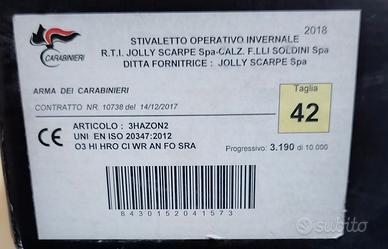 2018
STIVALETTO OPERATIVO INVERNALE
R.T.I. JOLLY SCARPE Spa-CALZ. F.LLI SOLDINI Spa
DITTA FORNITRICE : JOLLY SCARPE Spa
CARABINIERI
ARMA DEI CARABINIERI
CONTRATTO NR. 10738 del 14/12/2017
Taglia
42
CE
ARTICOLO : 3HAZON2
UNI EN ISO 20347:2012
O3 HI HRO CI WR AN FO SRA
Progressivo: 3.190 di 10.000
8430152041573
subito